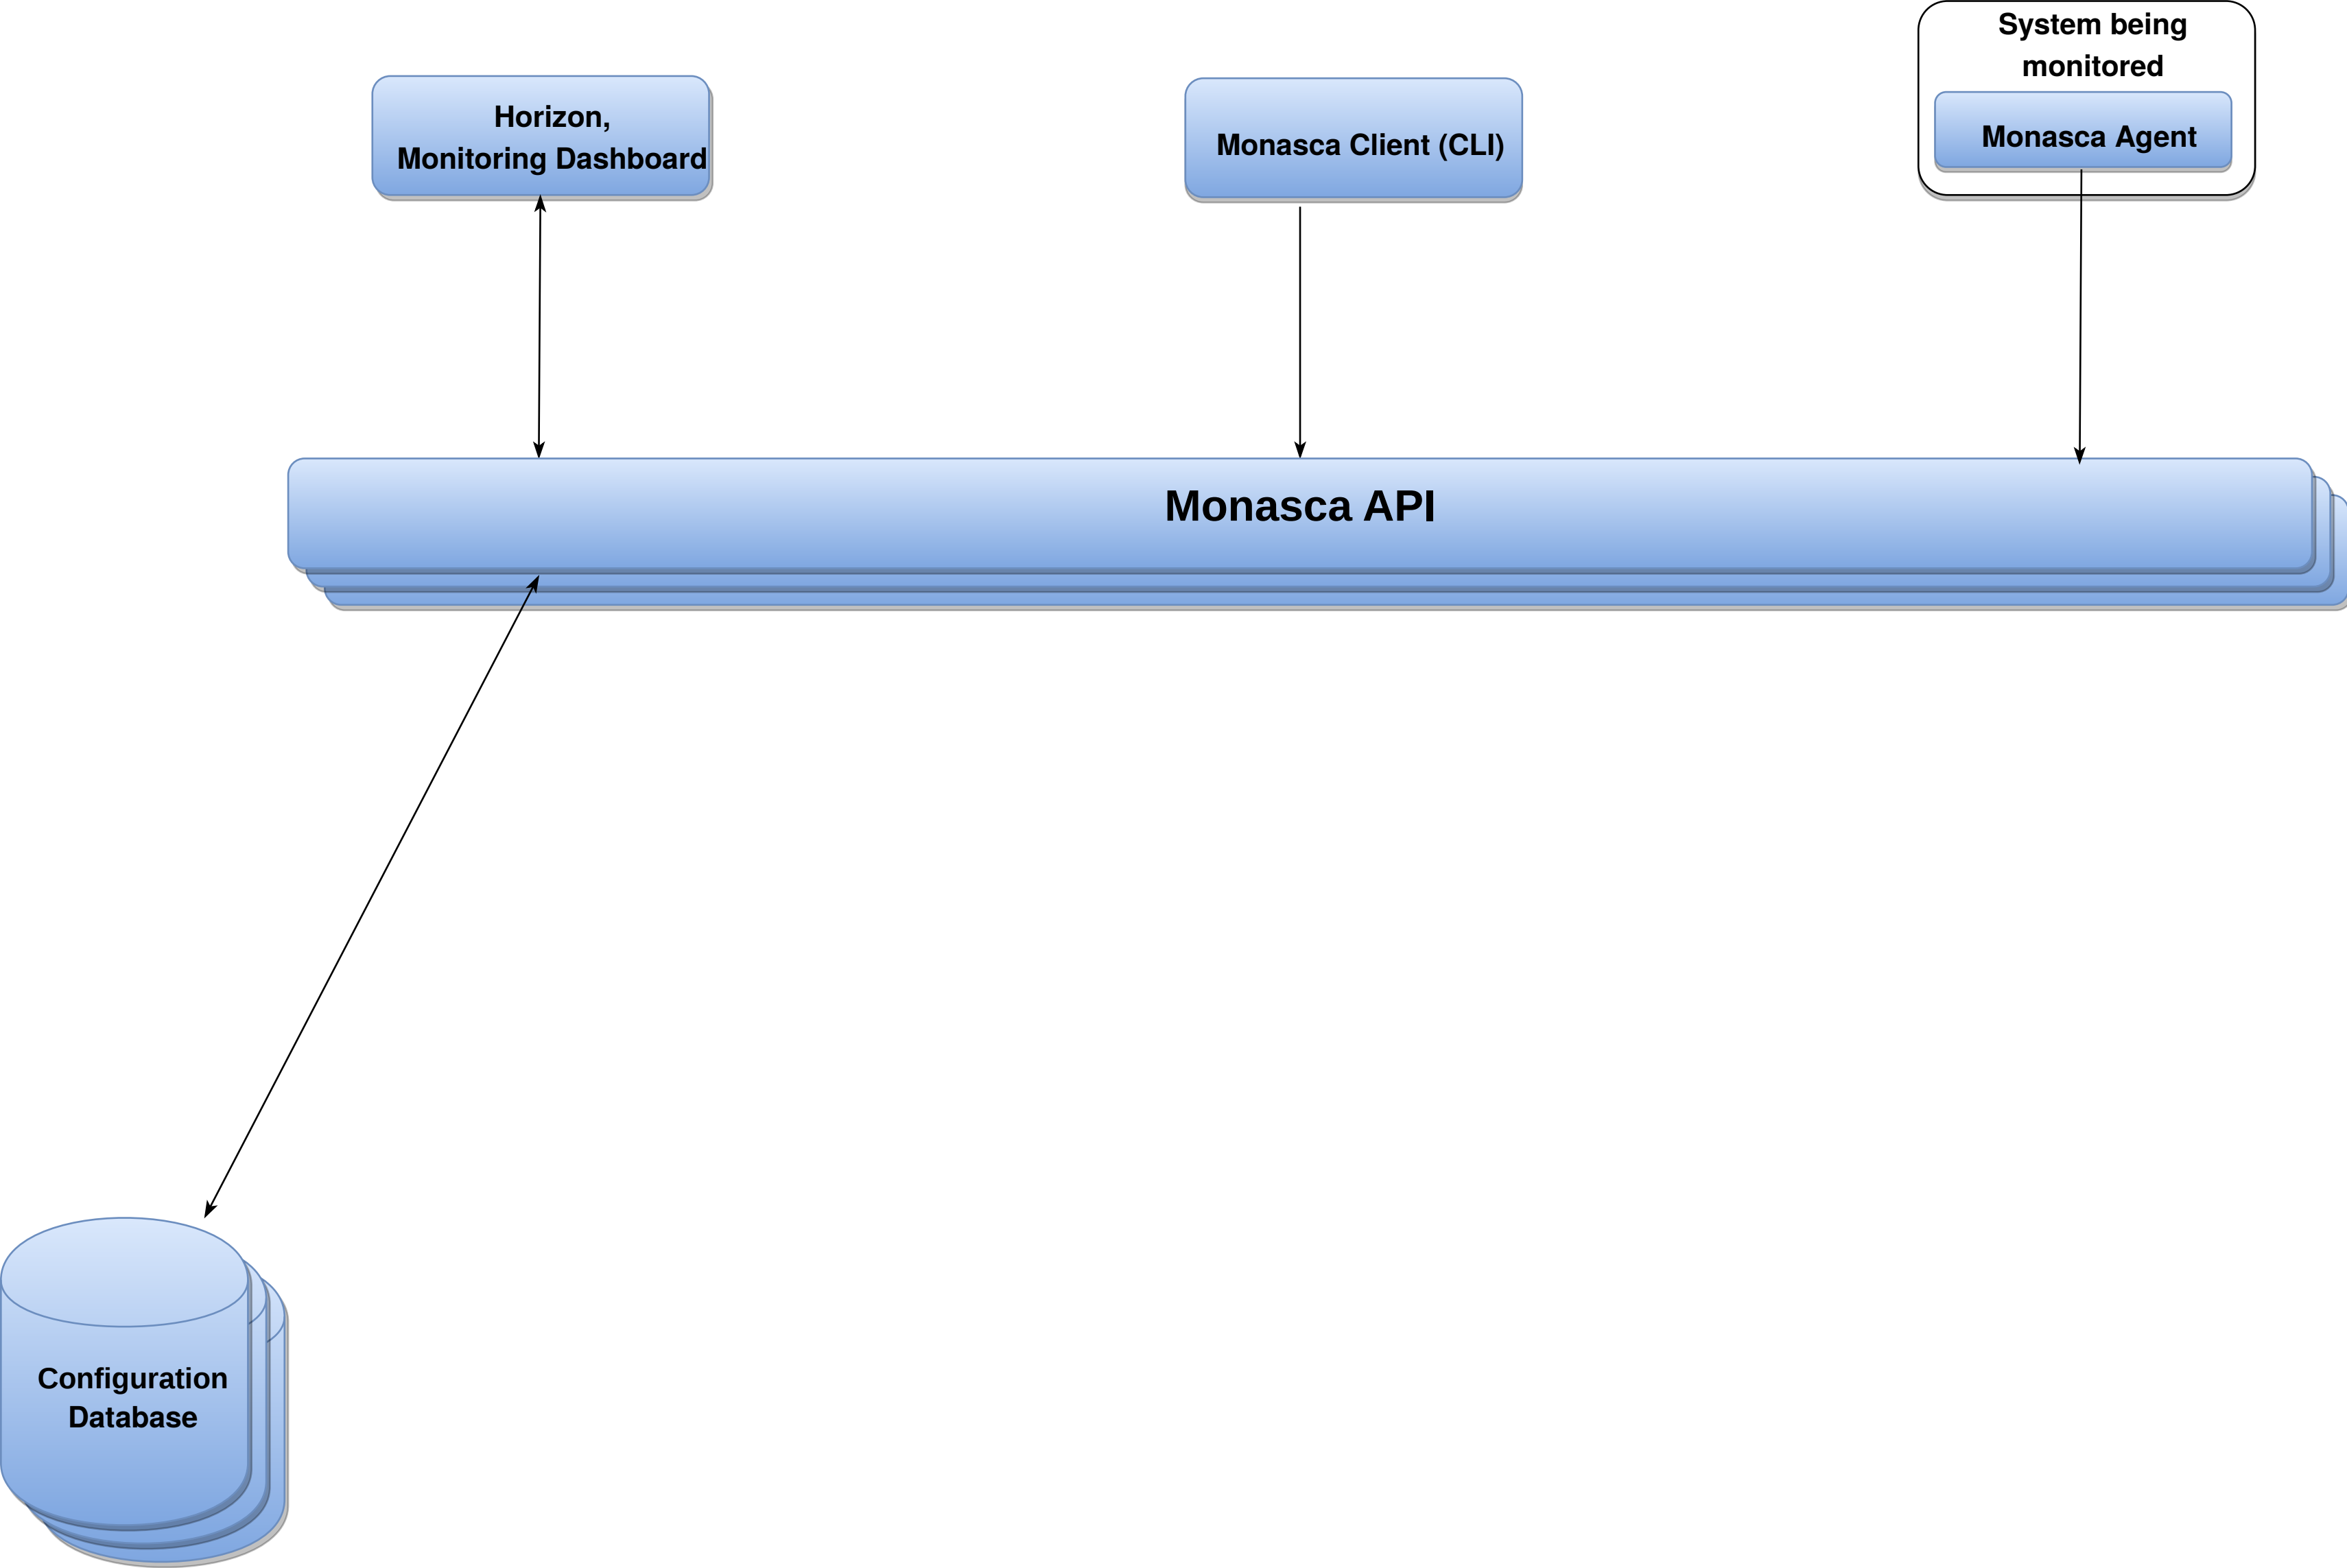 System being
monitored
Horizon,
Monitoring Dashboard
Monasca Client (CLI)
Monasca Agent
Monasca API
Configuration
Database